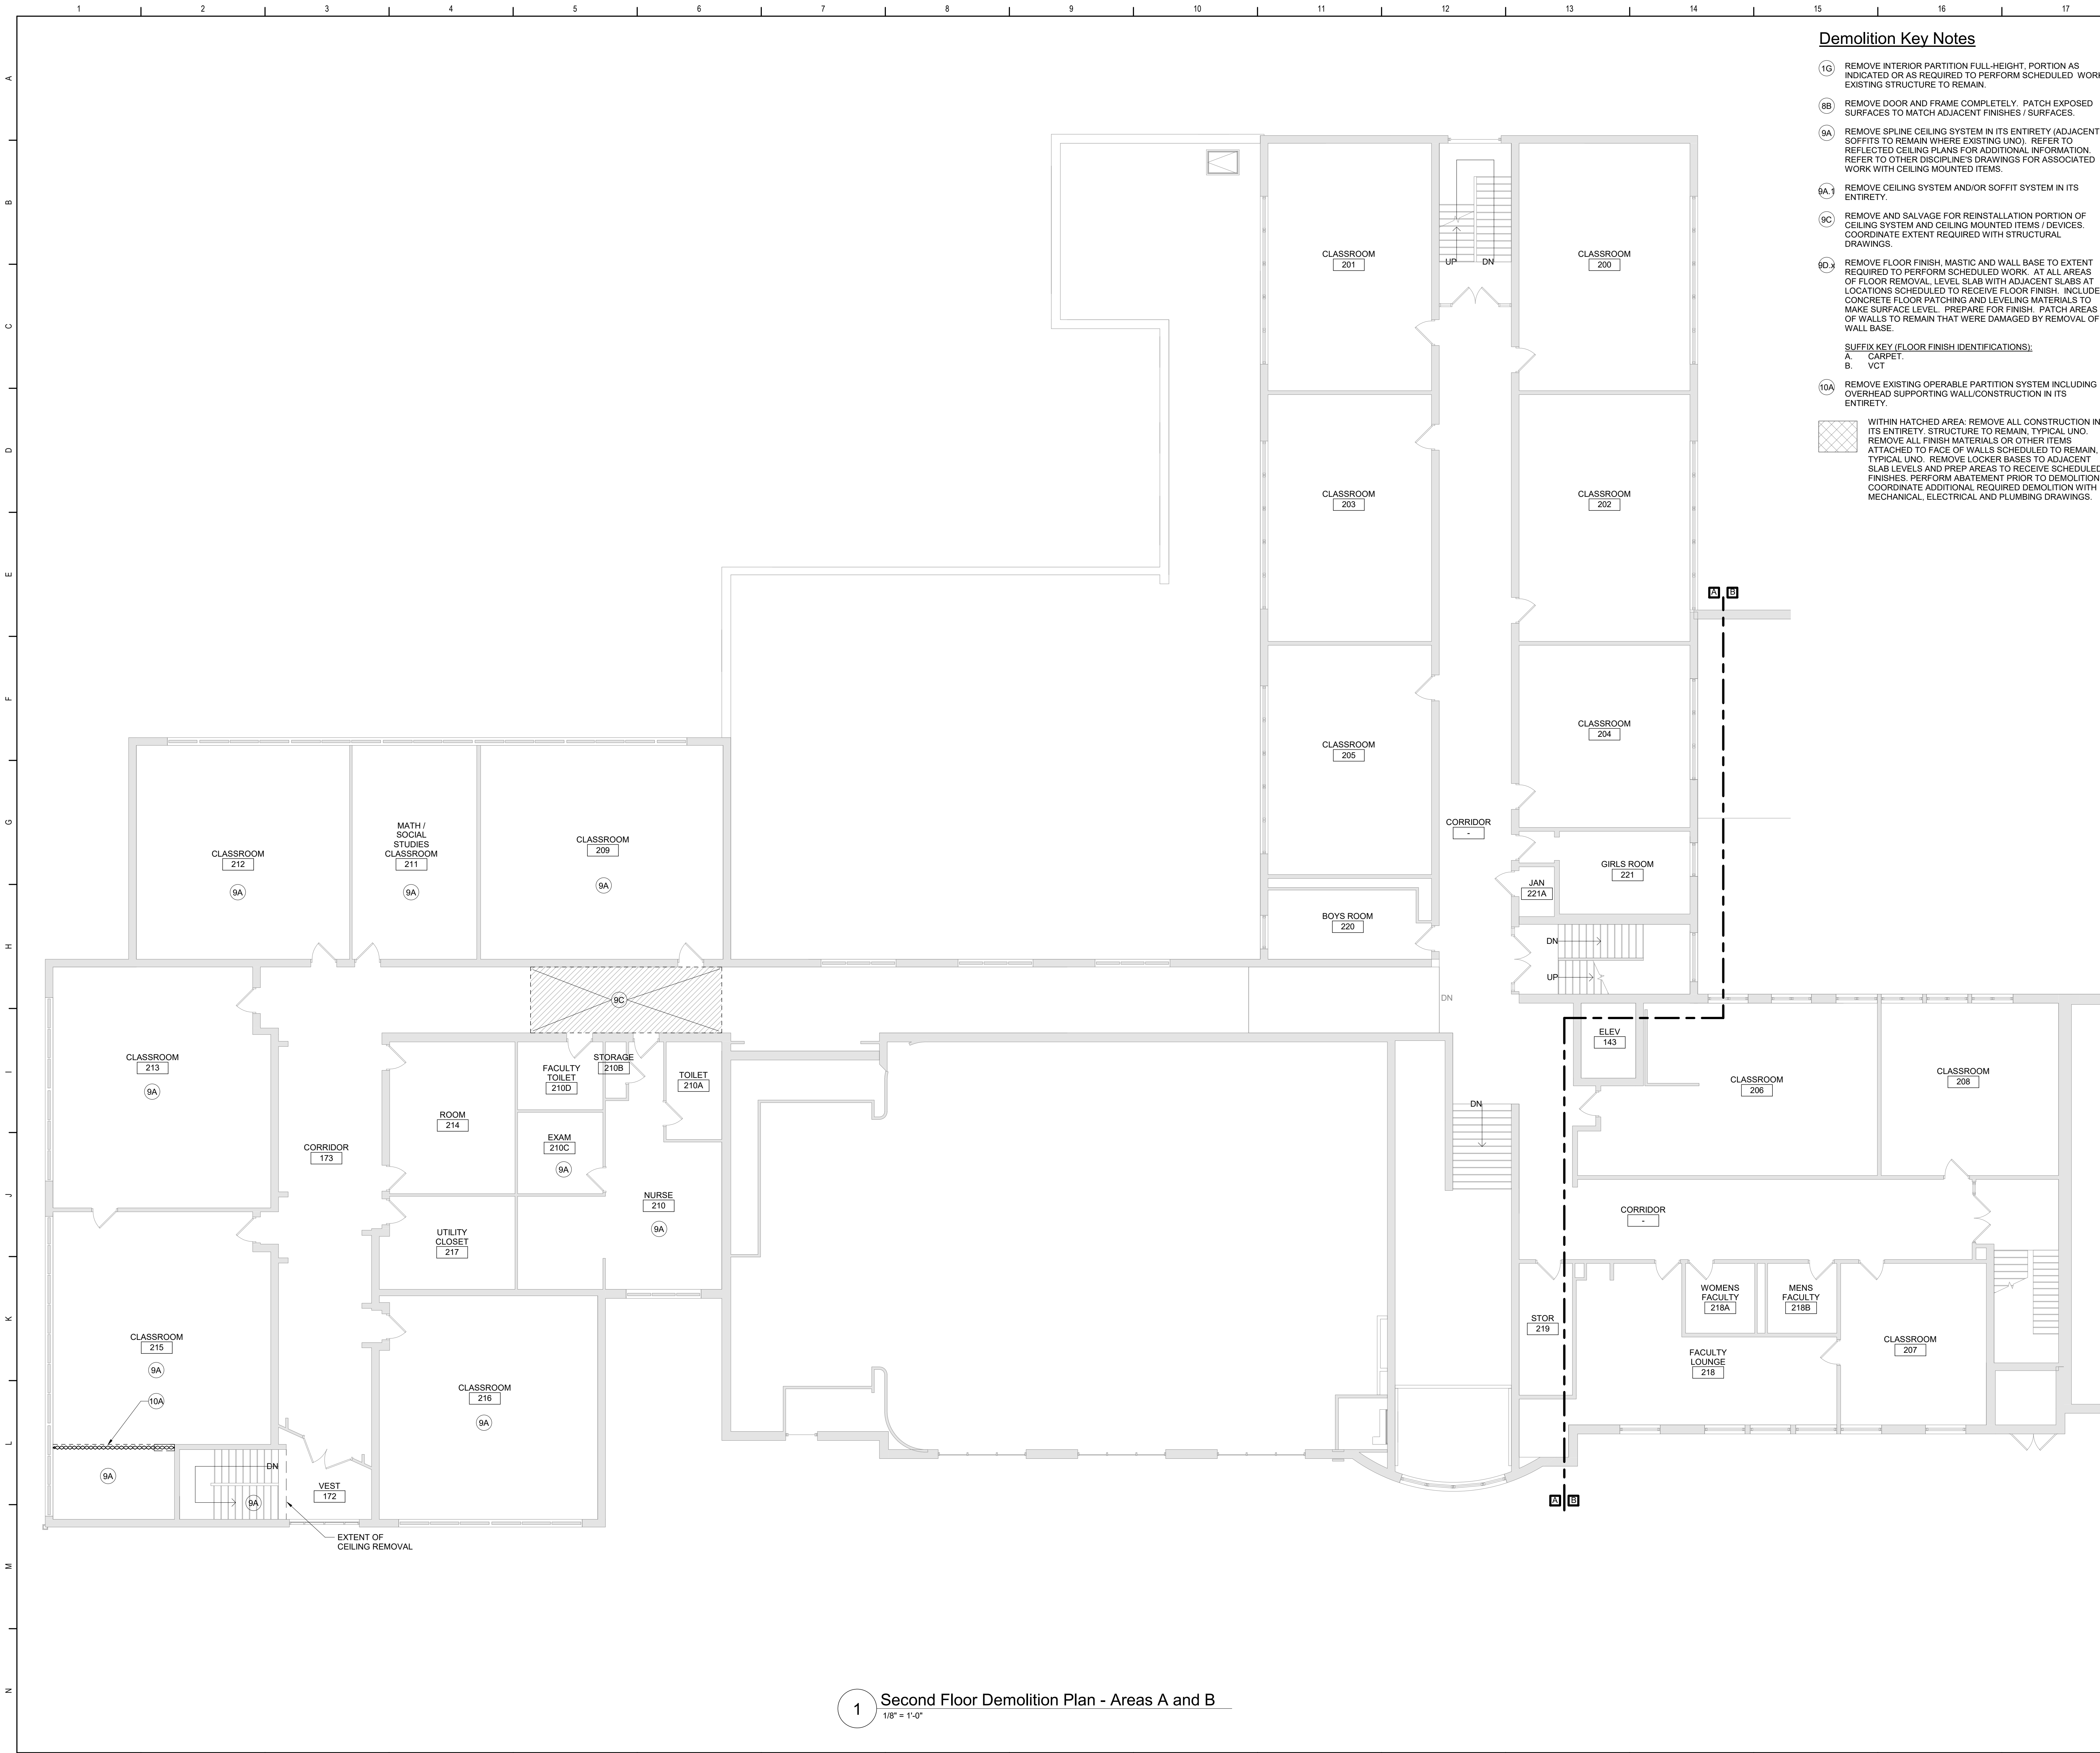 1 2 3 4 5 6 7 8 9 10 11 12 13 14 15 16 17
A
B
C
D
E
F
G
H
I
J
K
L
M
N
Demolition Key Notes
1G REMOVE INTERIOR PARTITION FULL-HEIGHT, PORTION AS
INDICATED OR AS REQUIRED TO PERFORM SCHEDULED
EXISTING STRUCTURE TO REMAIN.
8B REMOVE DOOR AND FRAME COMPLETELY. PATCH EXPOSED
SURFACES TO MATCH ADJACENT FINISHES / SURFACES.
9A REMOVE SPLINE CEILING SYSTEM IN ITS ENTIRETY (ADJACENT
SOFFITS TO REMAIN WHERE EXISTING UNO). REFER TO
REFLECTED CEILING PLANS FOR ADDITIONAL INFORMATION.
REFER TO OTHER DISCIPLINE'S DRAWINGS FOR ASSOCIATED
WORK WITH CEILING MOUNTED ITEMS.
9A.1 REMOVE CEILING SYSTEM AND/OR SOFFIT SYSTEM IN ITS
ENTIRETY.
9C REMOVE AND SALVAGE FOR REINSTALLATION PORTION OF
CEILING SYSTEM AND CEILING MOUNTED ITEMS / DEVICES.
COORDINATE EXTENT REQUIRED WITH STRUCTURAL
DRAWINGS.
9D.x REMOVE FLOOR FINISH, MASTIC AND WALL BASE TO EXTENT
REQUIRED TO PERFORM SCHEDULED WORK. AT ALL AREAS
OF FLOOR REMOVAL, LEVEL SLAB WITH ADJACENT SLABS AT
LOCATIONS SCHEDULED TO RECEIVE FLOOR FINISH. INCLUDE
CONCRETE FLOOR PATCHING AND LEVELING MATERIALS TO
MAKE SURFACE LEVEL. PREPARE FOR FINISH. PATCH AREAS
OF WALLS TO REMAIN THAT WERE DAMAGED BY REMOVAL OF
WALL BASE.
SUFFIX KEY (FLOOR FINISH IDENTIFICATIONS):
A. CARPET.
B. VCT
10A REMOVE EXISTING OPERABLE PARTITION SYSTEM INCLUDING
OVERHEAD SUPPORTING WALL/CONSTRUCTION IN ITS
ENTIRETY.
WITHIN HATCHED AREA: REMOVE ALL CONSTRUCTION IN
ITS ENTIRETY. STRUCTURE TO REMAIN, TYPICAL UNO.
REMOVE ALL FINISH MATERIALS OR OTHER ITEMS
ATTACHED TO FACE OF WALLS SCHEDULED TO REMAIN,
TYPICAL UNO. REMOVE LOCKER BASES TO ADJACENT
SLAB LEVELS AND PREP AREAS TO RECEIVE SCHEDULED
FINISHES. PERFORM ABATEMENT PRIOR TO DEMOLITION
COORDINATE ADDITIONAL REQUIRED DEMOLITION WITH
MECHANICAL, ELECTRICAL AND PLUMBING DRAWINGS.
CLASSROOM
201
UP DN
CLASSROOM
200
CLASSROOM
203
CLASSROOM
202
A B
CLASSROOM
205
CLASSROOM
204
CORRIDOR
-
GIRLS ROOM
221
JAN
221A
BOYS ROOM
220
DN
UP
DN
CLASSROOM
212
9A
MATH /
SOCIAL
STUDIES
CLASSROOM
211
9A
CLASSROOM
209
9A
9C
CLASSROOM
213
9A
CORRIDOR
173
ROOM
214
FACULTY
TOILET
210D
STORAGE
210B
TOILET
210A
EXAM
210C
9A
NURSE
210
9A
UTILITY
CLOSET
217
CLASSROOM
215
9A
10A
9A
CLASSROOM
216
9A
DN
9A
VEST
172
EXTENT OF
CEILING REMOVAL
DN
ELEV
143
CLASSROOM
206
CLASSROOM
208
CORRIDOR
-
STOR
219
WOMENS
FACULTY
218A
MENS
FACULTY
218B
FACULTY
LOUNGE
218
CLASSROOM
207
A B
1 Second Floor Demolition Plan - Areas A and B
1/8" = 1'-0"